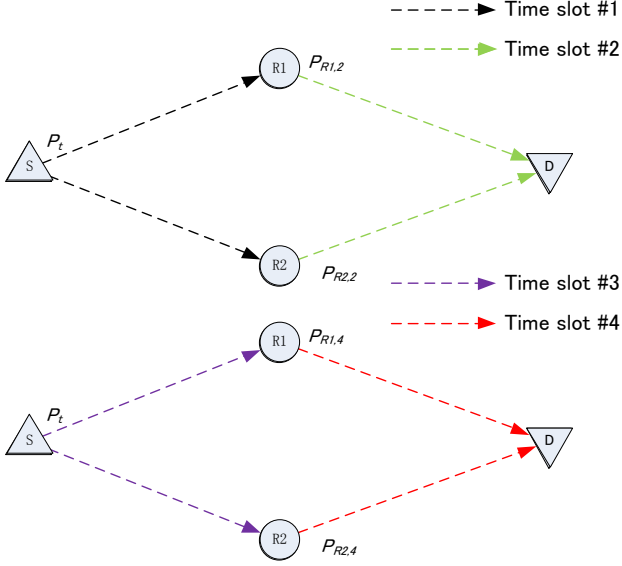 Time slot #1
R1
P_{R1,2}
Time slot #2
P_t
S
D
R2
P_{R2,2}
Time slot #3
Time slot #4
R1
P_{R1,4}
P_t
S
D
R2
P_{R2,4}